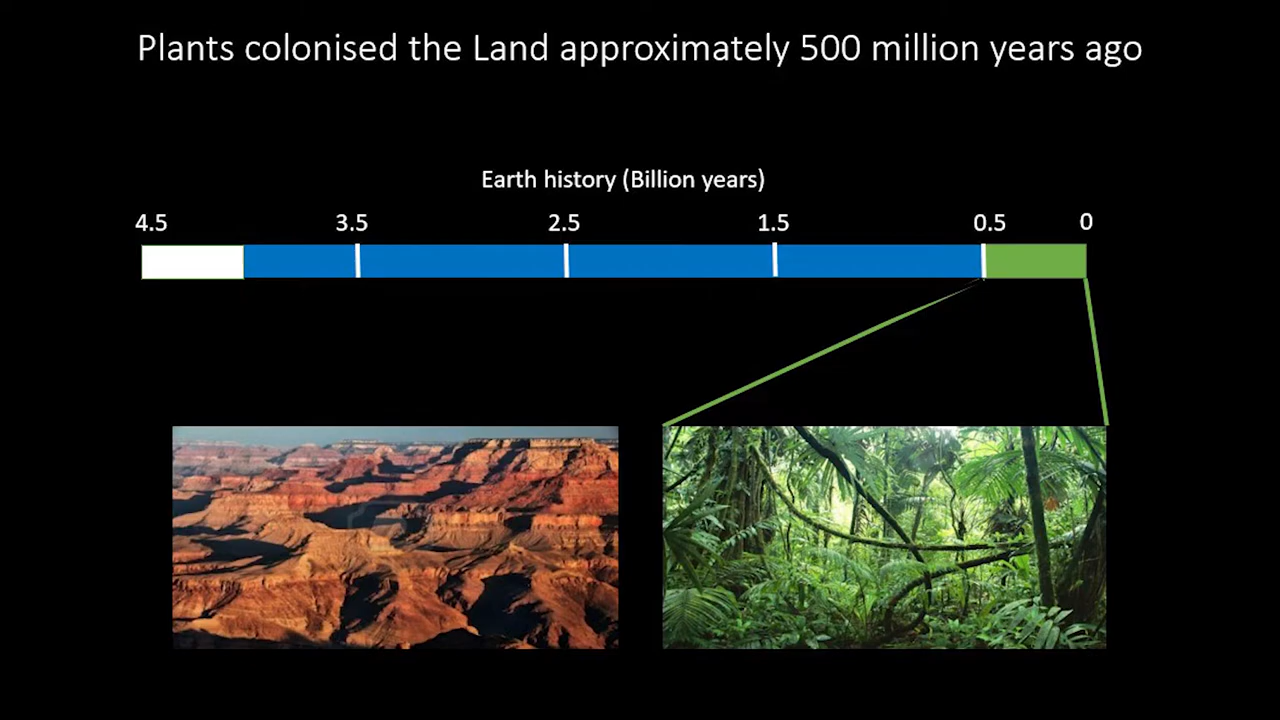 Plants colonised the Land approximately 500 million years ago
Earth history (Billion years)
4.5 3.5 2.5 1.5 0.5 0